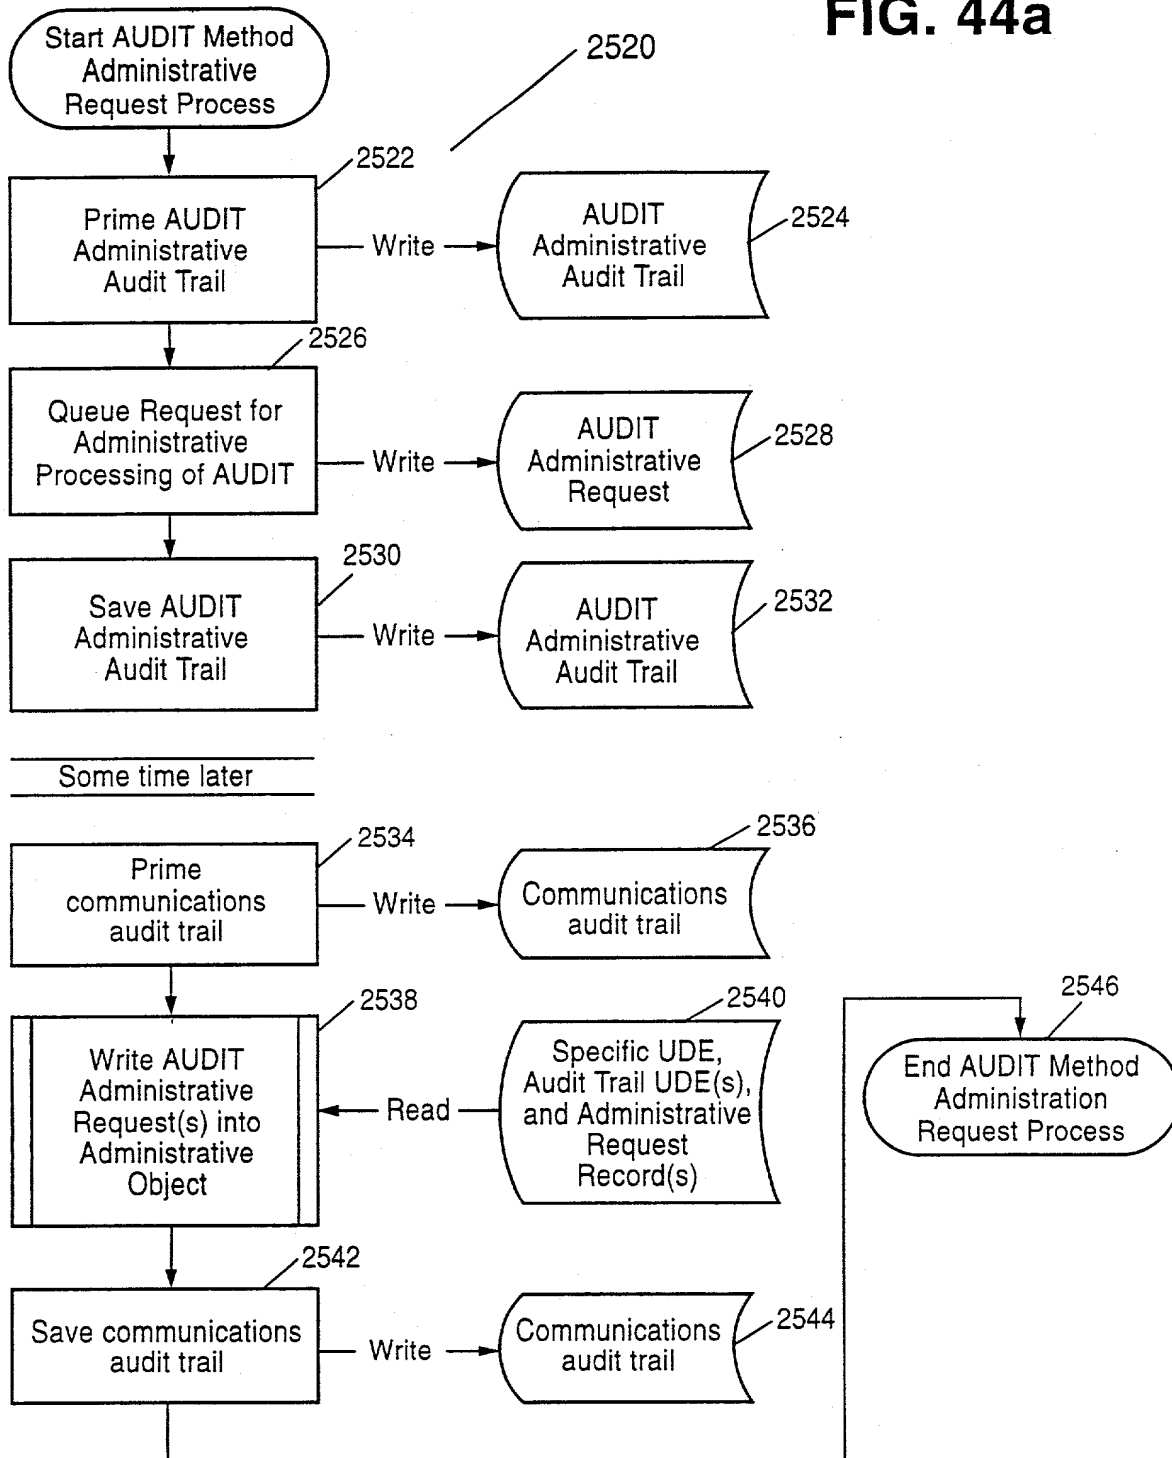 FIG. 44a
Start AUDIT Method
Administrative
Request Process
2520
2522
Prime AUDIT
Administrative
Audit Trail
Write
AUDIT
Administrative
Audit Trail
2524
2526
Queue Request for
Administrative
Processing of AUDIT
Write
AUDIT
Administrative
Request
2528
2530
Save AUDIT
Administrative
Audit Trail
Write
AUDIT
Administrative
Audit Trail
2532
Some time later
2534
Prime
communications
audit trail
Write
2536
Communications
audit trail
2538
Write AUDIT
Administrative
Request(s) into
Administrative
Object
Read
2540
Specific UDE,
Audit Trail UDE(s),
and Administrative
Request
Record(s)
2542
Save communications
audit trail
Write
Communications
audit trail
2544
2546
End AUDIT Method
Administration
Request Process